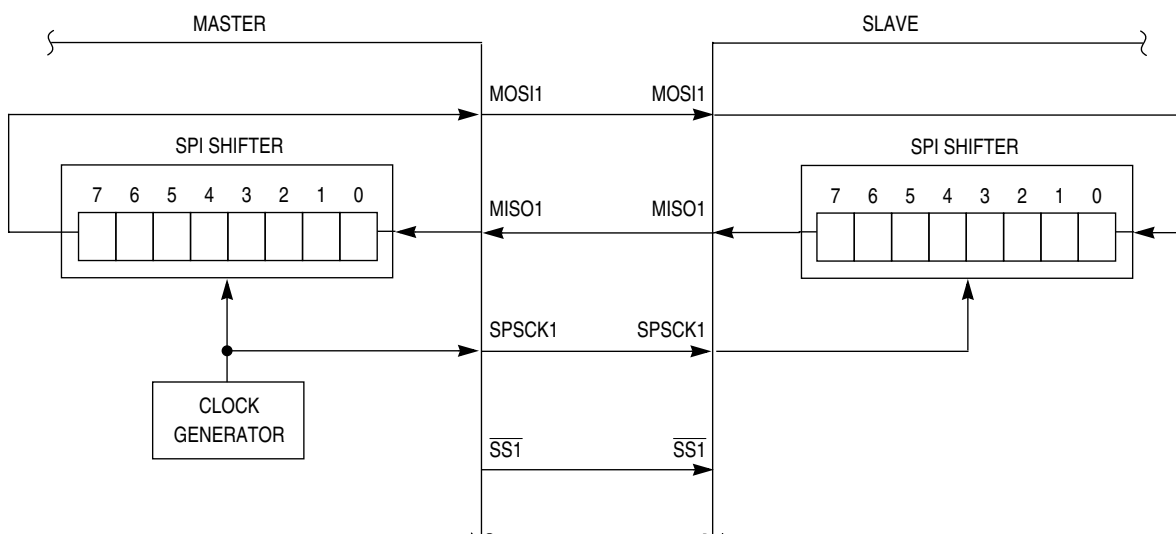 MASTER SLAVE
MOSI1 MOSI1
SPI SHIFTER SPI SHIFTER
7 6 5 4 3 2 1 0 7 6 5 4 3 2 1 0
MISO1 MISO1
SPSCK1 SPSCK1
CLOCK
GENERATOR
SS1 SS1